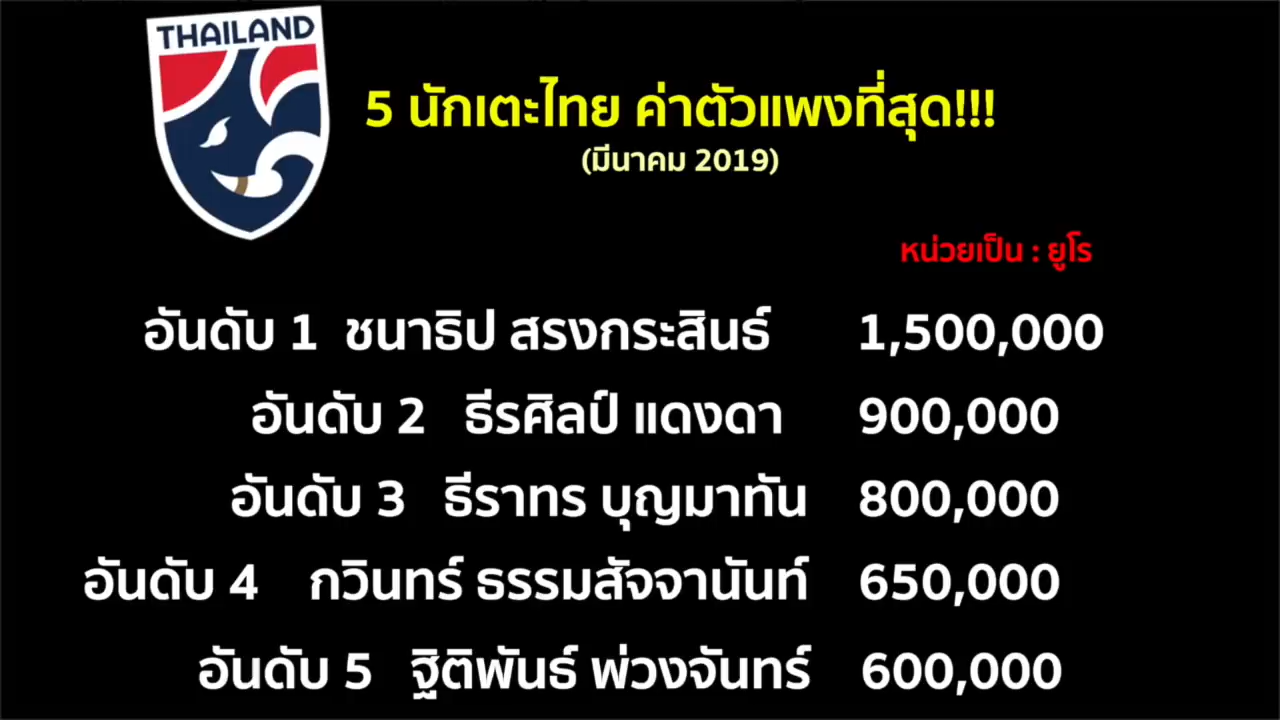 THAILAND
5 นักเตะไทย ค่าตัวแพงที่สุด!!!
(มีนาคม 2019)
หน่วยเป็น : ยูโร
อันดับ 1 ชนาธิป สรงกระสินธ์ 1,500,000
อันดับ 2 ธีรศิลป์ แดงดา 900,000
อันดับ 3 ธีราทร บุญมาทัน 800,000
อันดับ 4 กวินทร์ ธรรมสัจจานันท์ 650,000
อันดับ 5 ฐิติพันธ์ พ่วงจันทร์ 600,000